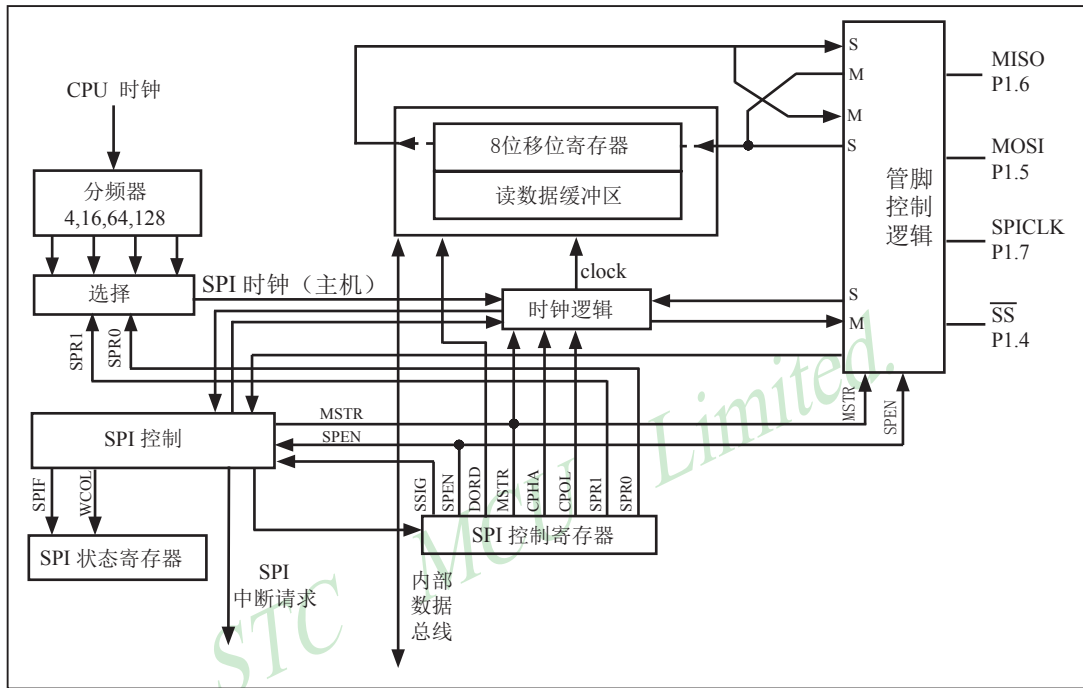 CPU 时钟
分频器
4,16,64,128
选择
SPI 时钟（主机）
SPR1
SPR0
8位移位寄存器
读数据缓冲区
clock
时钟逻辑
S
M
M
S
S
M
管脚
控制
逻辑
MISO
P1.6
MOSI
P1.5
SPICLK
P1.7
SS
P1.4
MSTR
SPEN
SPI 控制
MSTR
SPEN
SPIF
WCOL
SSIG
SPEN
DORD
MSTR
CPHA
CPOL
SPR1
SPR0
SPI 控制寄存器
SPI 状态寄存器
SPI
中断请求
内部
数据
总线
STC MCU Limited.